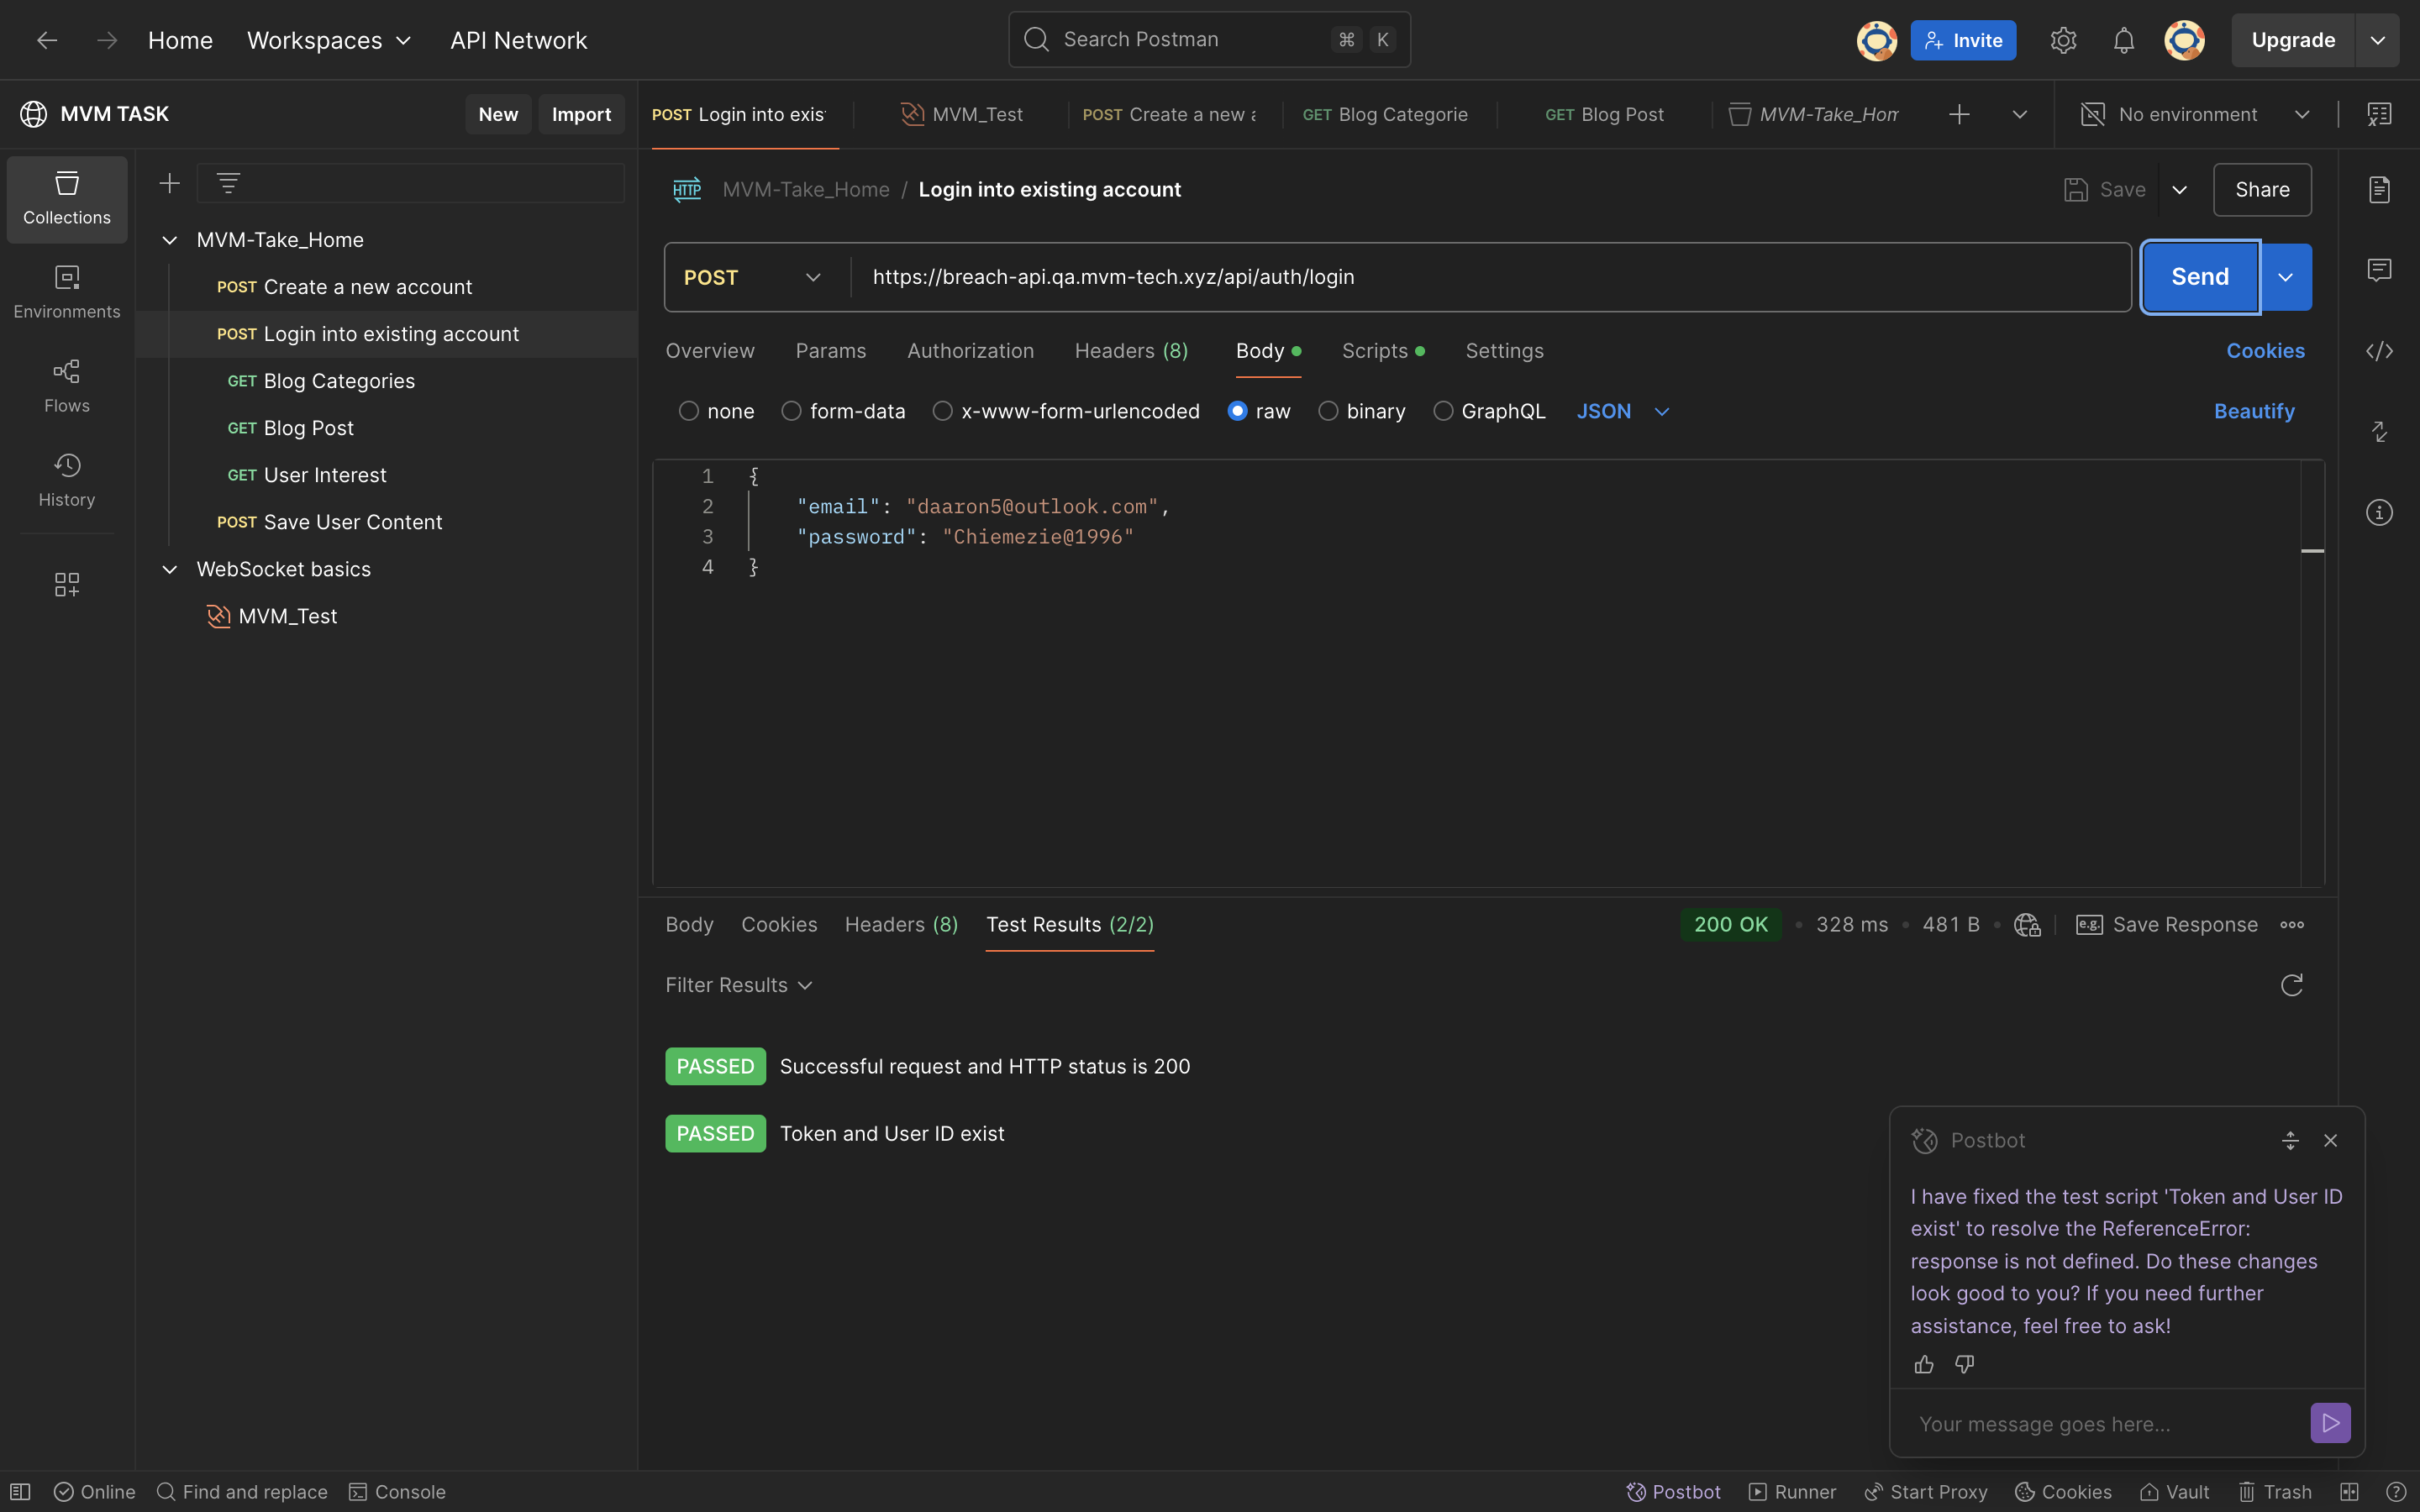 Home Workspaces API Network Search Postman ⌘ K Invite Upgrade
MVM TASK New Import
POST Login into exis MVM_Test POST Create a new a GET Blog Categorie GET Blog Post MVM-Take_Hom No environment
Collections
Environments
Flows
History
MVM-Take_Home
POST Create a new account
POST Login into existing account
GET Blog Categories
GET Blog Post
GET User Interest
POST Save User Content
WebSocket basics
MVM_Test
HTTP MVM-Take_Home / Login into existing account Save Share
POST https://breach-api.qa.mvm-tech.xyz/api/auth/login Send
Overview Params Authorization Headers (8) Body Scripts Settings Cookies
none form-data x-www-form-urlencoded raw binary GraphQL JSON Beautify
1 {
2 "email": "daaron5@outlook.com",
3 "password": "Chiemezie@1996"
4 }
Body Cookies Headers (8) Test Results (2/2) 200 OK • 328 ms • 481 B • e.g. Save Response
Filter Results
PASSED Successful request and HTTP status is 200
PASSED Token and User ID exist
Postbot
I have fixed the test script 'Token and User ID
exist' to resolve the ReferenceError:
response is not defined. Do these changes
look good to you? If you need further
assistance, feel free to ask!
Your message goes here...
Online Find and replace Console Postbot Runner Start Proxy Cookies Vault Trash